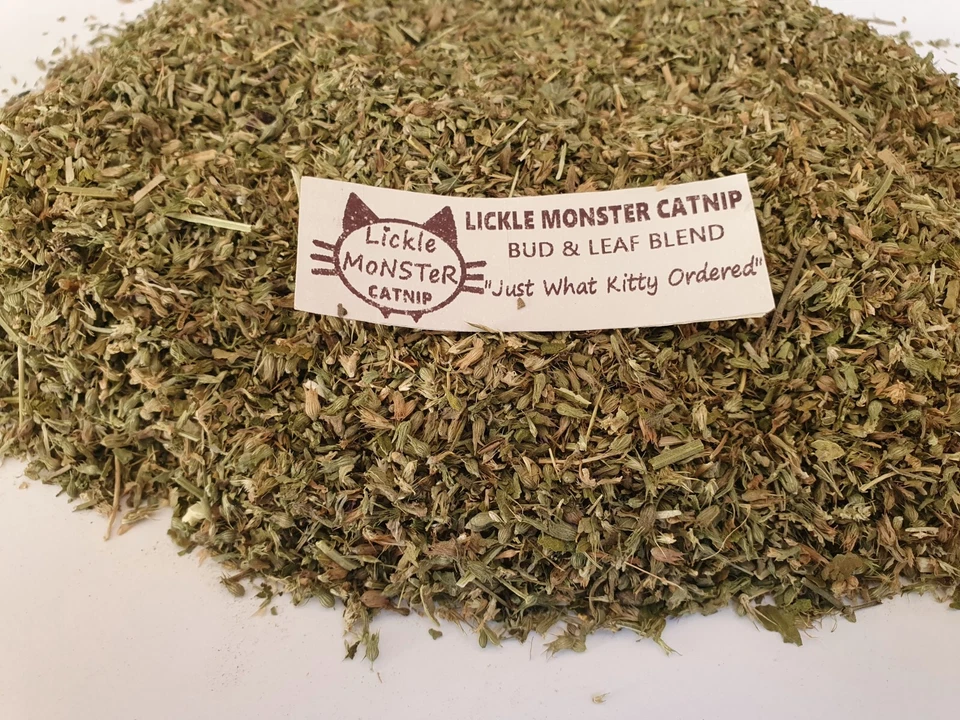 Lickle
MoNSTeR
CATNIP
LICKLE MONSTER CATNIP
BUD & LEAF BLEND
"Just What Kitty Ordered"